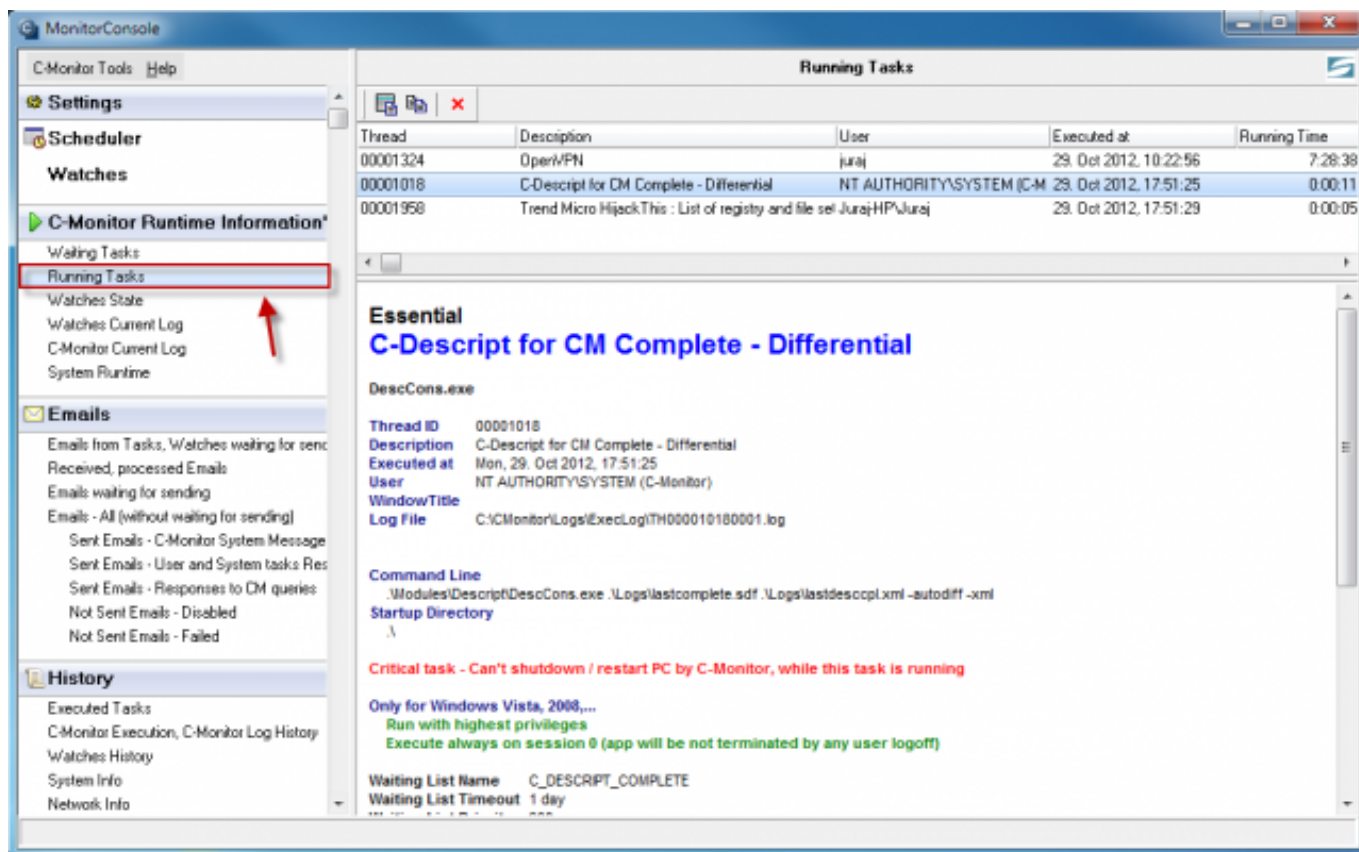 MonitorConsole
C-Monitor Tools Help
Settings
Scheduler
Watches
C-Monitor Runtime Information*
Waiting Tasks
Running Tasks
Watches State
Watches Current Log
C-Monitor Current Log
System Runtime
Emails
Emails from Tasks, Watches waiting for senc
Received, processed Emails
Emails waiting for sending
Emails - All (without waiting for sending)
Sent Emails - C-Monitor System Message
Sent Emails - User and System tasks Res
Sent Emails - Responses to CM queries
Not Sent Emails - Disabled
Not Sent Emails - Failed
History
Executed Tasks
C-Monitor Execution, C-Monitor Log History
Watches History
System Info
Network Info
Running Tasks
Thread Description User Executed at Running Time
00001324 OpenVPN juraj 29. Oct 2012, 10:22:56 7:28:38
00001018 C-Descript for CM Complete - Differential NT AUTHORITY\SYSTEM (C-M 29. Oct 2012, 17:51:25 0:00:11
00001958 Trend Micro HijackThis : List of registry and file sel Juraj-HP\Juraj 29. Oct 2012, 17:51:29 0:00:05
Essential
C-Descript for CM Complete - Differential
DescCons.exe
Thread ID 00001018
Description C-Descript for CM Complete - Differential
Executed at Mon, 29. Oct 2012, 17:51:25
User NT AUTHORITY\SYSTEM (C-Monitor)
WindowTitle
Log File C:\CMonitor\Logs\ExecLog\TH000010180001.log
Command Line
.\Modules\Descript\DescCons.exe .\Logs\lastcomplete.sdf .\Logs\lastdesccpl.xml -autodiff -xml
Startup Directory
.\
Critical task - Can't shutdown / restart PC by C-Monitor, while this task is running
Only for Windows Vista, 2008,...
Run with highest privileges
Execute always on session 0 (app will be not terminated by any user logoff)
Waiting List Name C_DESCRIPT_COMPLETE
Waiting List Timeout 1 day